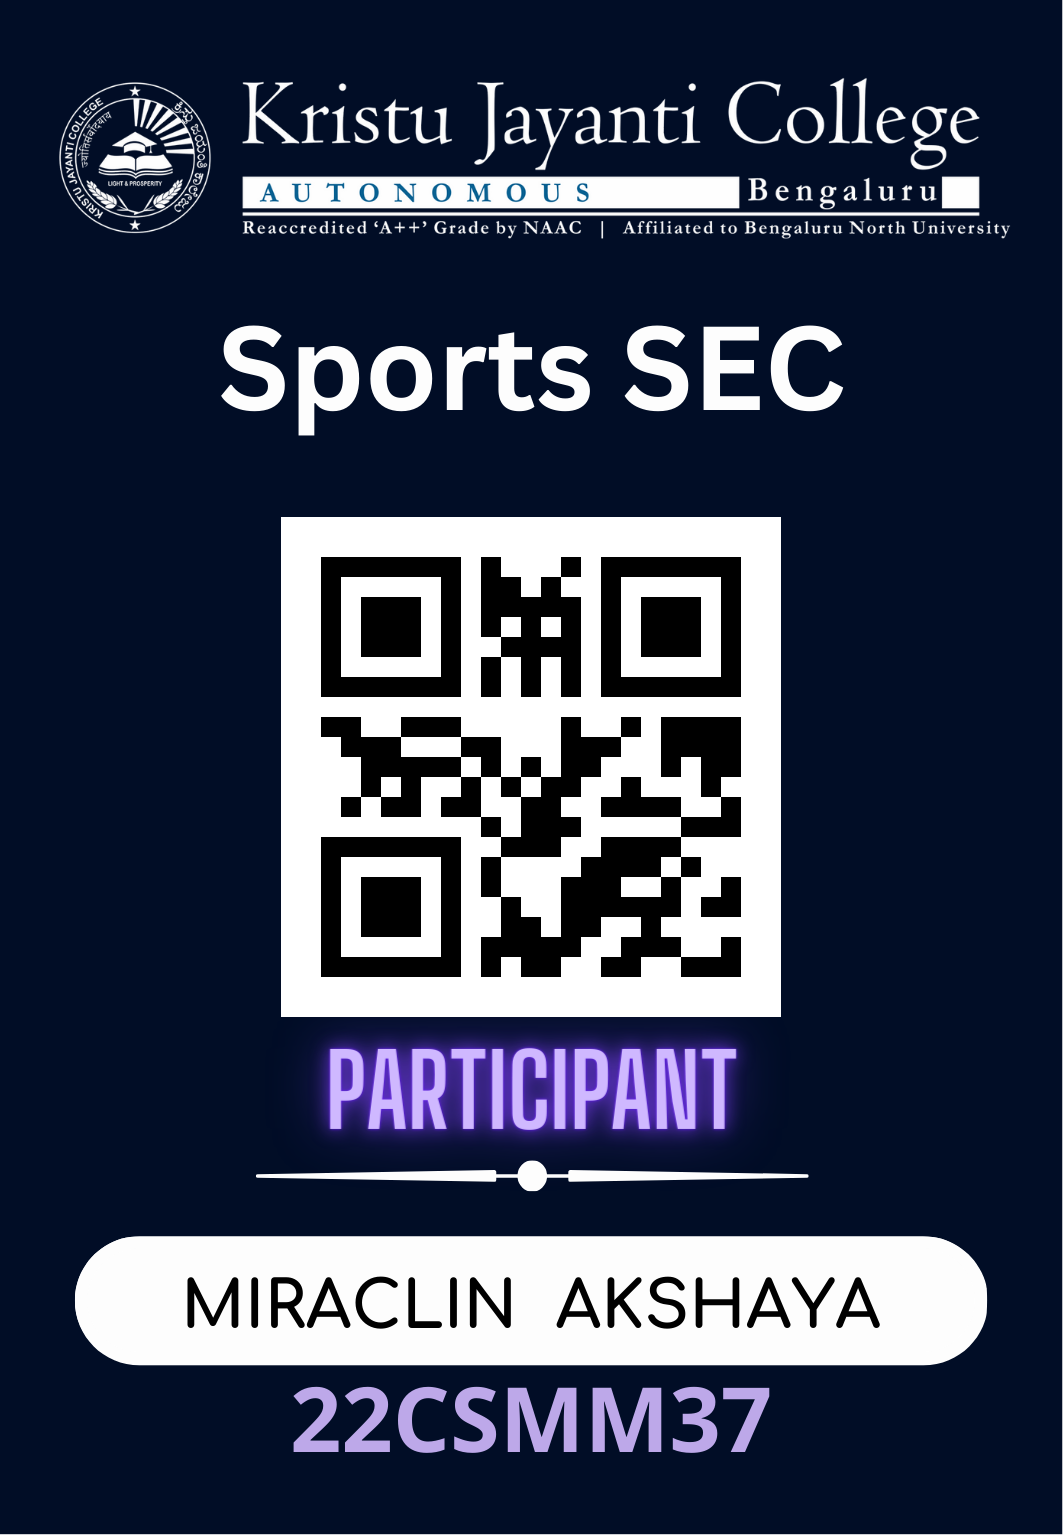 KRISTU JAYANTI COLLEGE
ಕ್ರಿಸ್ತು ಜಯಂತಿ ಕಾಲೇಜು
LIGHT & PROSPERITY
Kristu Jayanti College
AUTONOMOUS Bengaluru
Reaccredited ‘A++’ Grade by NAAC | Affiliated to Bengaluru North University
Sports SEC
PARTICIPANT
MIRACLIN AKSHAYA
22CSMM37